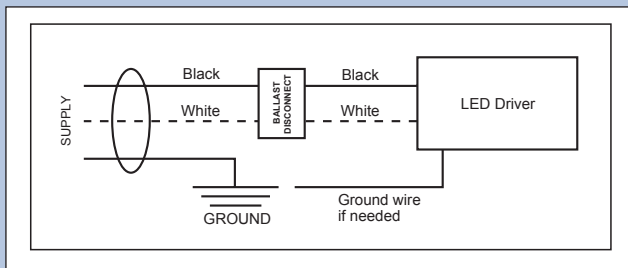 Black
Black
White
White
SUPPLY
BALLAST
DISCONNECT
LED Driver
GROUND
Ground wire
if needed